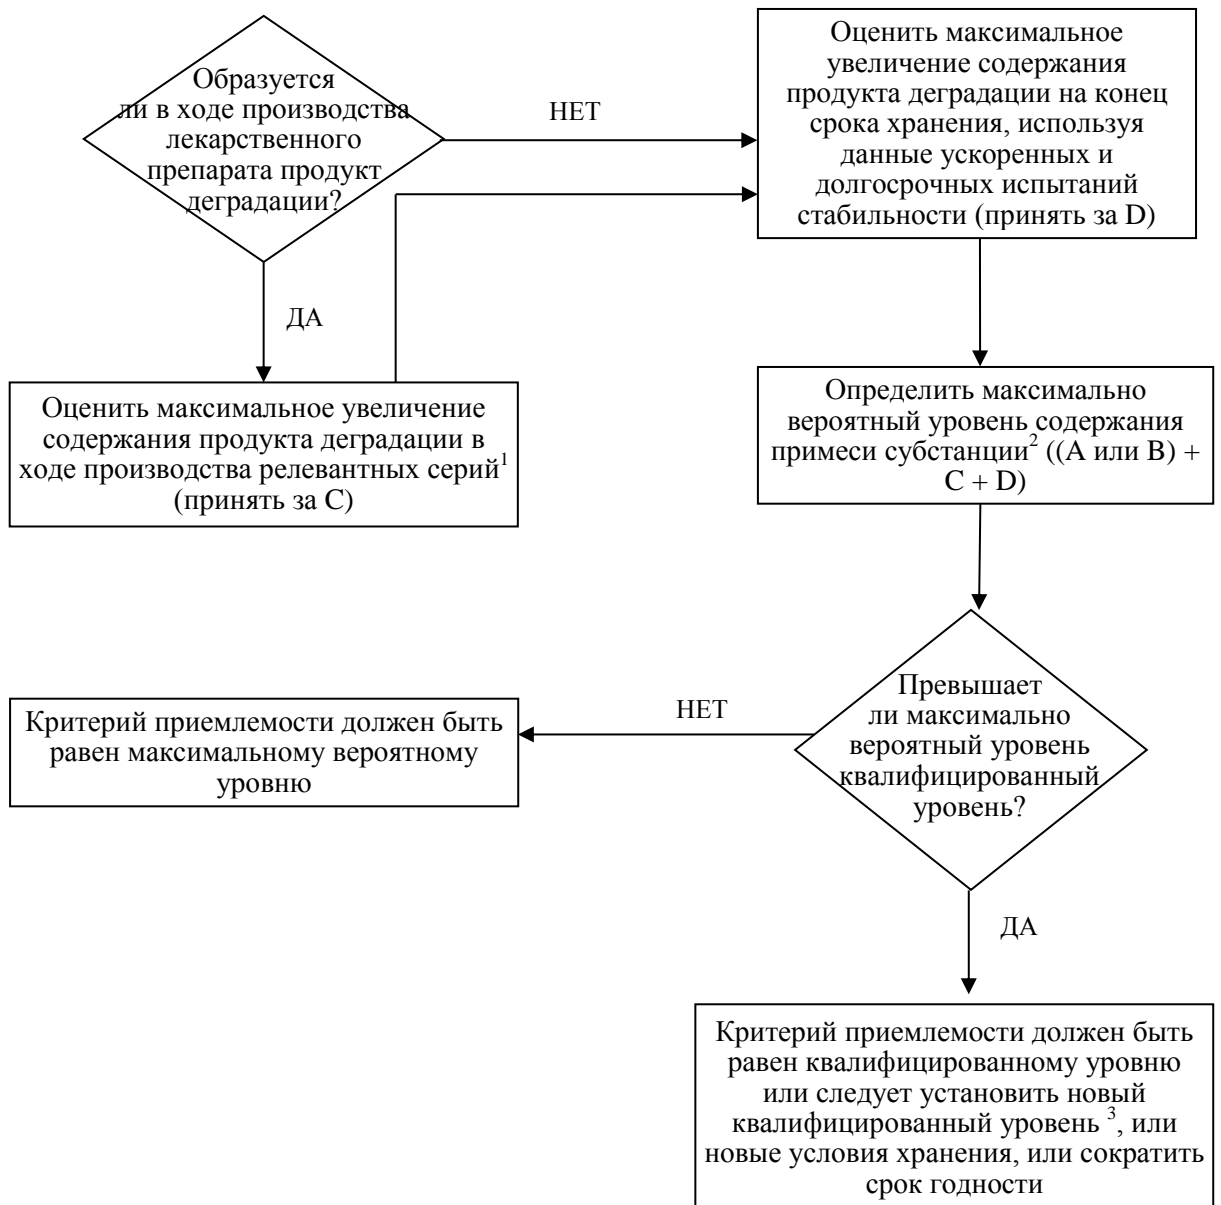 Образуется
ли в ходе производства
лекарственного
препарата продукт
деградации?
НЕТ
Оценить максимальное
увеличение содержания
продукта деградации на конец
срока хранения, используя
данные ускоренных и
долгосрочных испытаний
стабильности (принять за D)
ДА
Оценить максимальное увеличение
содержания продукта деградации в
ходе производства релевантных серий¹
(принять за C)
Определить максимально
вероятный уровень содержания
примеси субстанции² ((А или В) +
С + D)
Превышает
ли максимально
вероятный уровень
квалифицированный
уровень?
НЕТ
Критерий приемлемости должен быть
равен максимальному вероятному
уровню
ДА
Критерий приемлемости должен быть
равен квалифицированному уровню
или следует установить новый
квалифицированный уровень ³, или
новые условия хранения, или сократить
срок годности